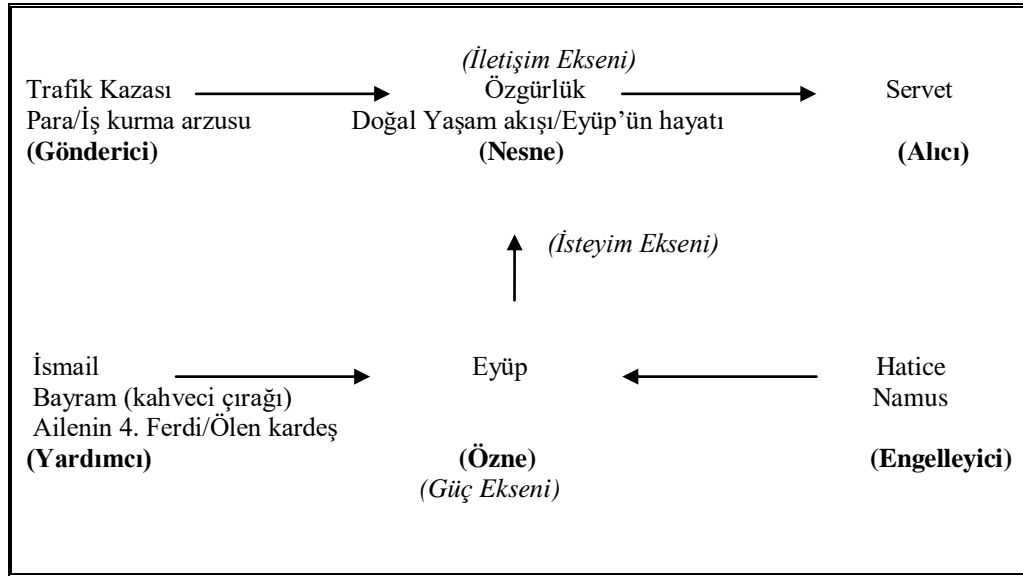 (İletişim Ekseni)
Trafik Kazası Özgürlük Servet
Para/İş kurma arzusu Doğal Yaşam akışı/Eyüp’ün hayatı
(Gönderici) (Nesne) (Alıcı)
(İsteyim Ekseni)
İsmail Eyüp Hatice
Bayram (kahveci çırağı) Namus
Ailenin 4. Ferdi/Ölen kardeş
(Yardımcı) (Özne) (Engelleyici)
(Güç Ekseni)